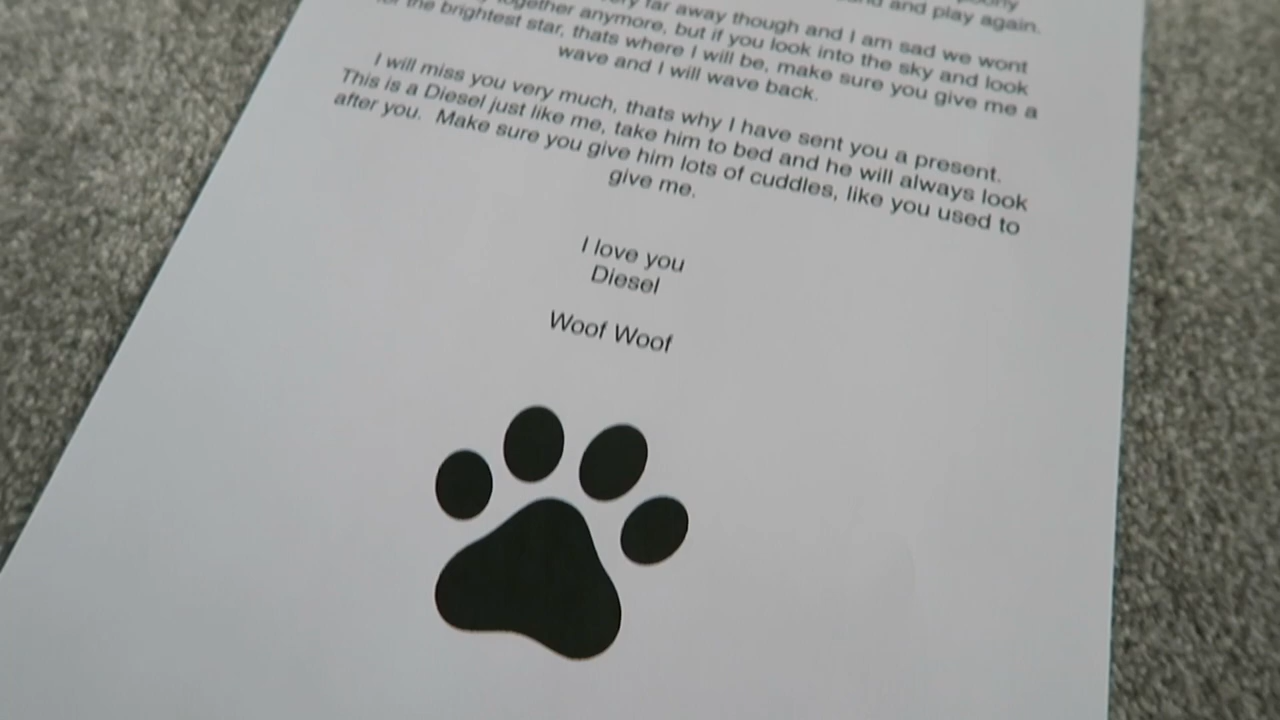 and play again.
far away though and I am sad we wont
together anymore, but if you look into the sky and look
the brightest star, thats where I will be, make sure you give me a
wave and I will wave back.
I will miss you very much, thats why I have sent you a present.
This is a Diesel just like me, take him to bed and he will always look
after you. Make sure you give him lots of cuddles, like you used to
give me.
I love you
Diesel
Woof Woof